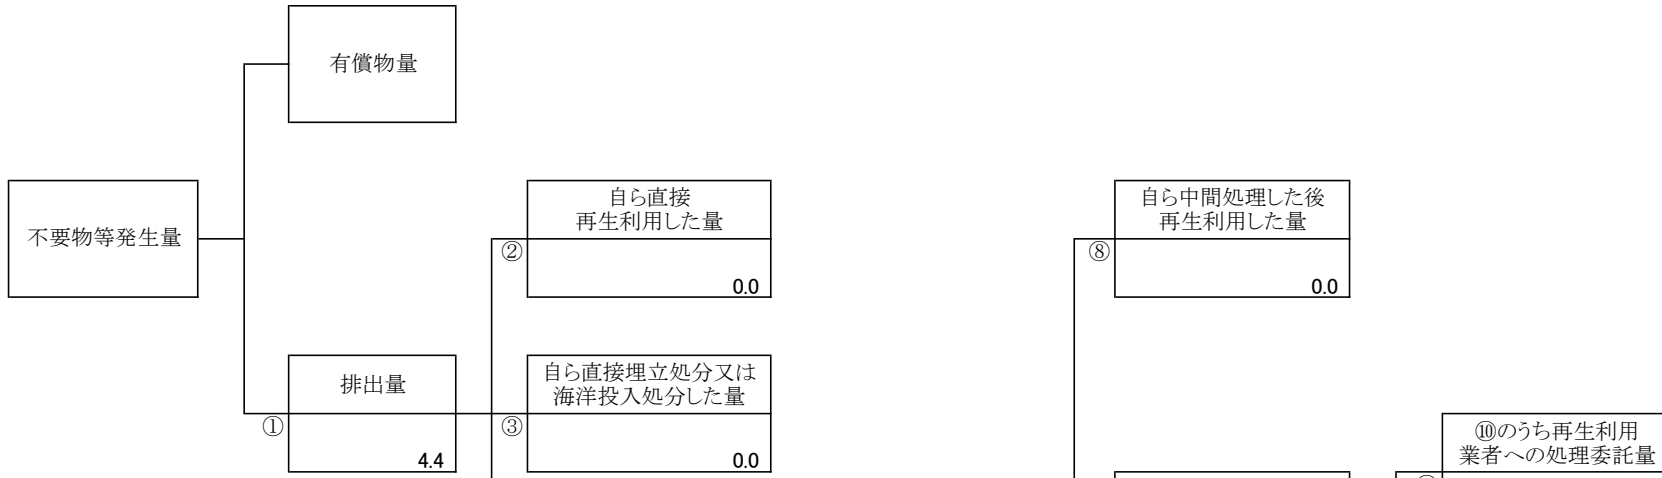 有償物量
不要物等発生量
自ら直接
再生利用した量
②
0.0
自ら中間処理した後
再生利用した量
⑧
0.0
排出量
①
4.4
自ら直接埋立処分又は
海洋投入処分した量
③
0.0
⑩のうち再生利用
業者への処理委託量